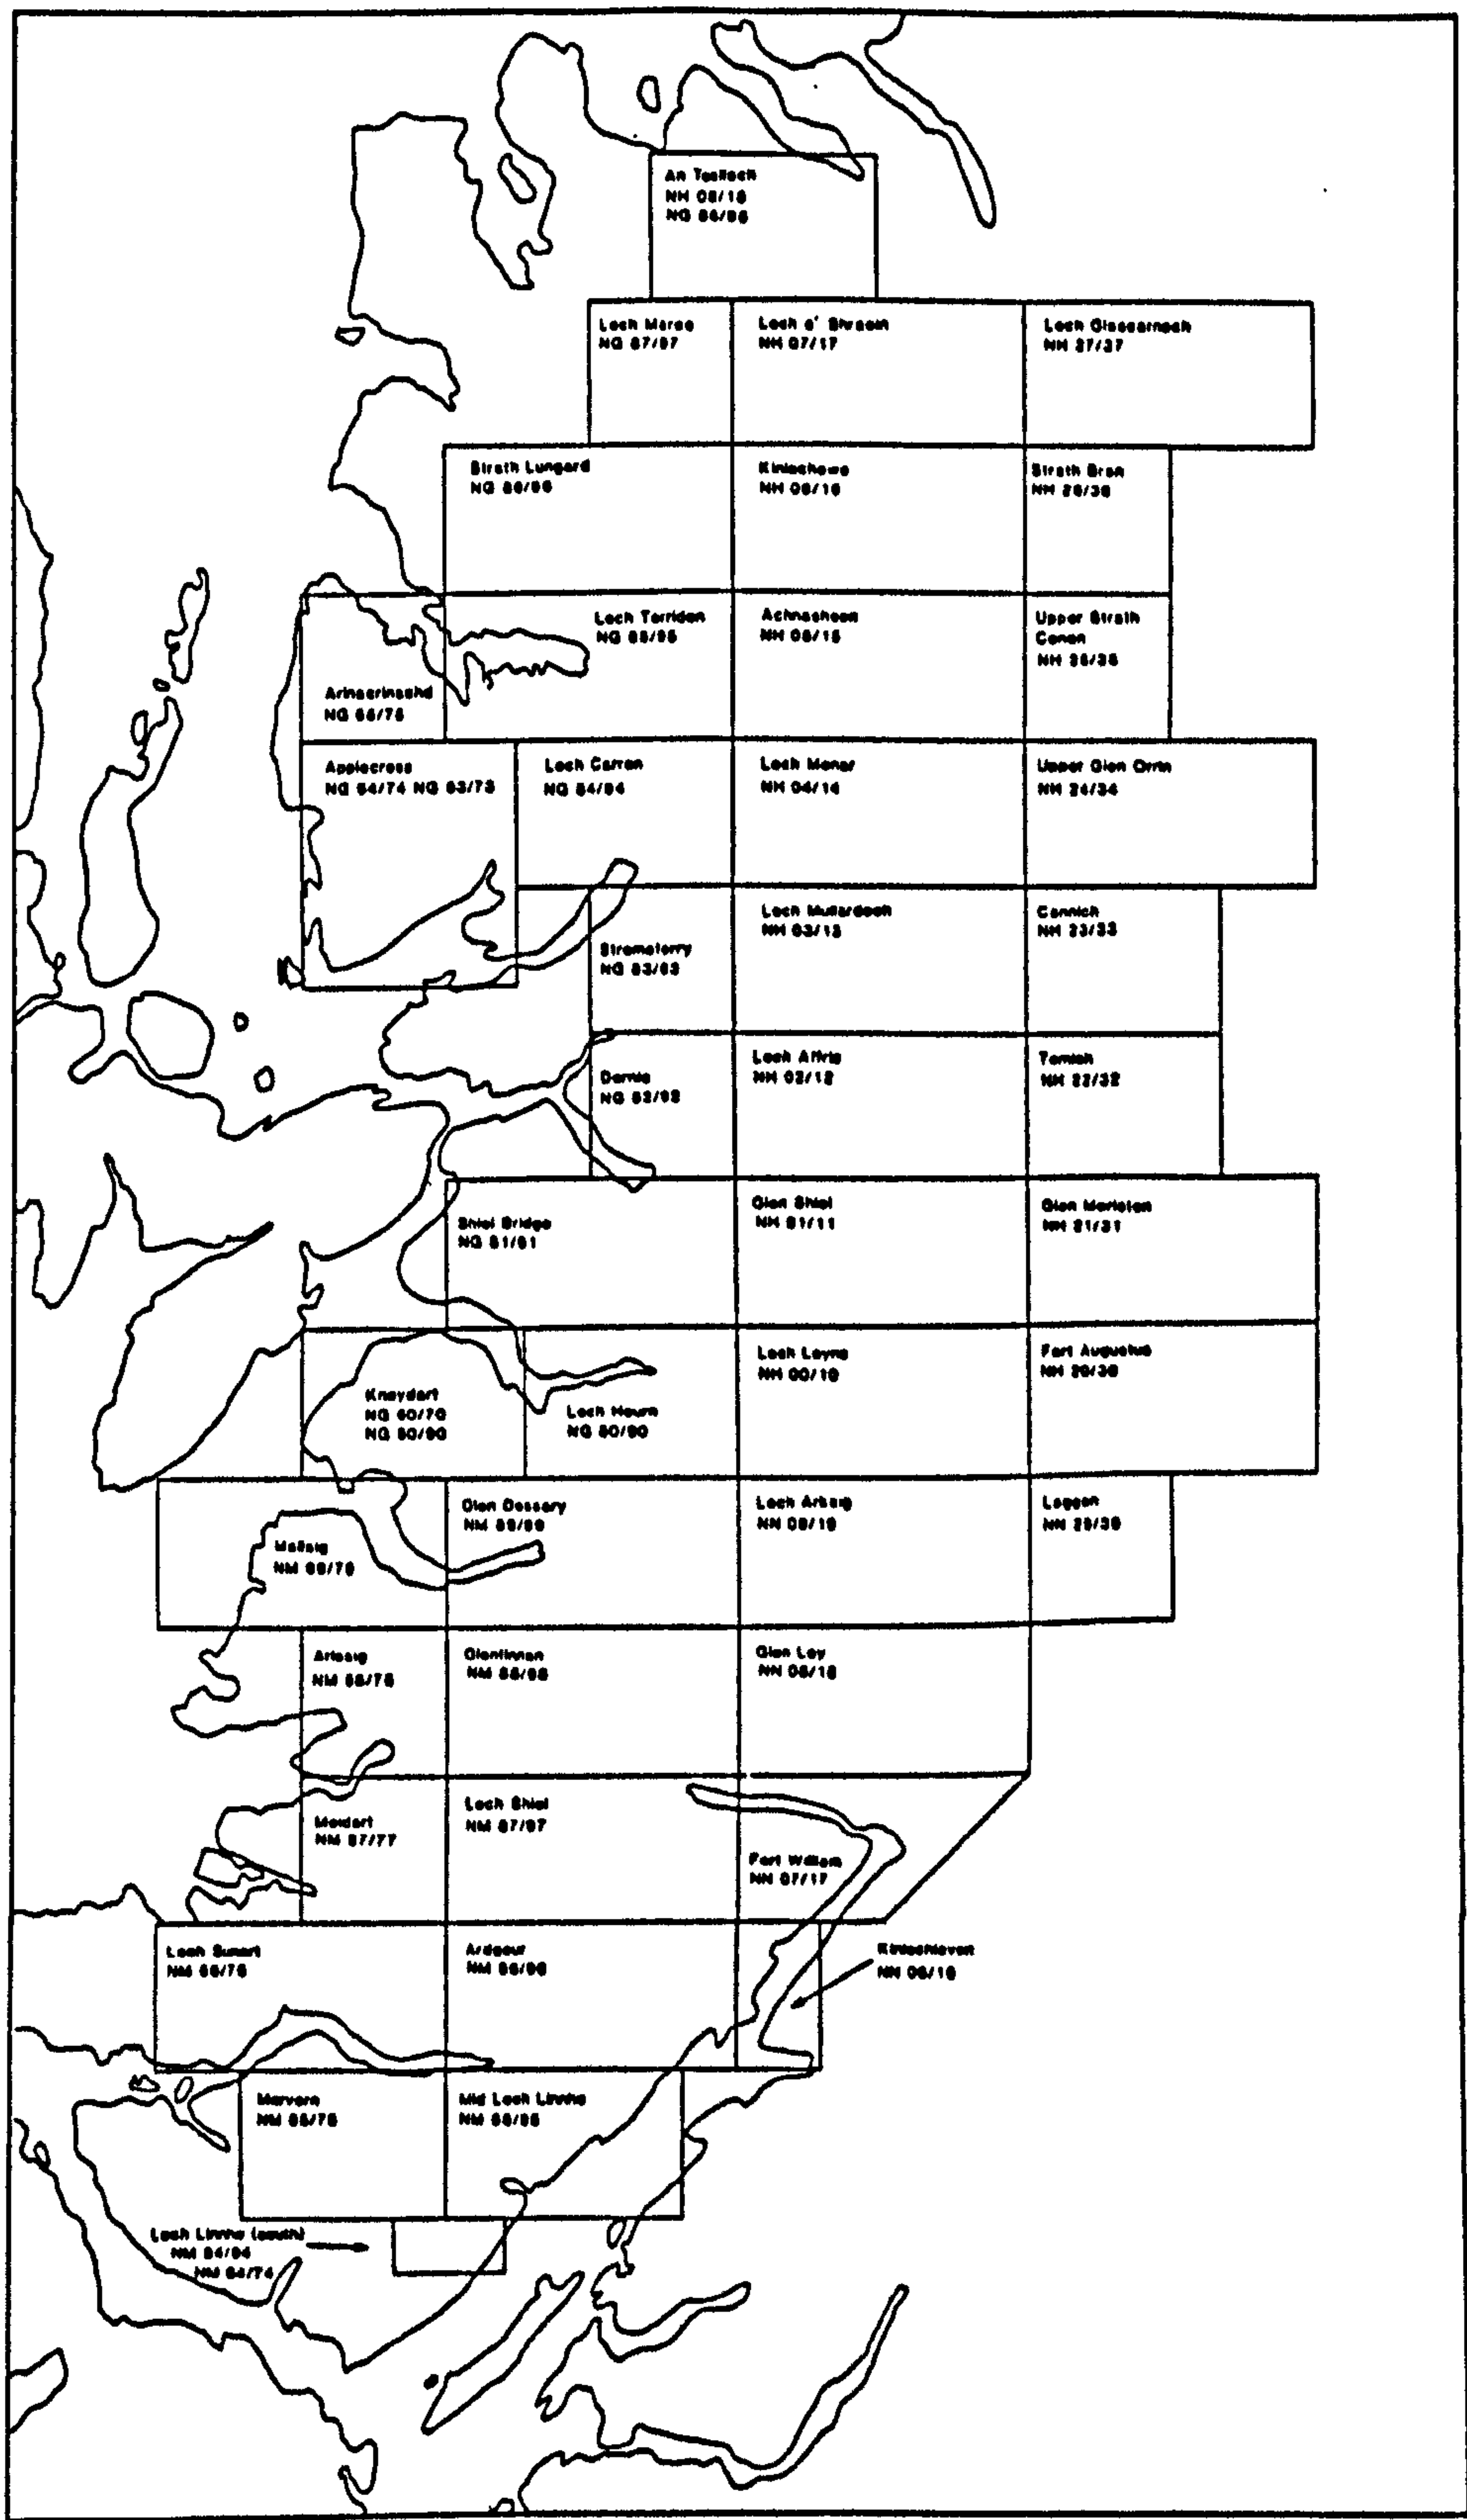 An Teallach
NH 08/18
NG 88/98
Loch Maree
NG 87/97
Loch a' Bhraoin
NH 07/17
Loch Glascarnoch
NH 27/37
Strath Lungard
NG 86/96
Kinlochewe
NH 06/16
Strath Bran
NH 26/36
Loch Torridon
NG 85/95
Achnasheen
NH 05/15
Upper Strath
Conon
NH 25/35
Arinacrinachd
NG 65/75
Applecross
NG 64/74 NG 63/73
Loch Carron
NG 84/94
Loch Monar
NH 04/14
Upper Glen Orrin
NH 24/34
Loch Mullardoch
NH 03/13
Cannich
NH 23/33
Stromeferry
NG 83/93
Loch Affric
NH 02/12
Tomich
NH 22/32
Dornie
NG 82/92
Shiel Bridge
NG 81/91
Glen Shiel
NH 01/11
Glen Moriston
NH 21/31
Loch Loyne
NH 00/10
Fort Augustus
NH 20/30
Knoydart
NG 60/70
NG 80/90
Loch Hourn
NG 80/90
Glen Dessary
NM 89/99
Loch Arkaig
NN 09/19
Laggan
NN 29/39
Mallaig
NM 69/79
Arisaig
NM 68/78
Glenfinnan
NM 88/98
Glen Loy
NN 08/18
Moidart
NM 67/77
Loch Shiel
NM 87/97
Fort William
NN 07/17
Loch Sunart
NM 66/76
Ardgour
NM 86/96
Kinlochleven
NN 06/16
Morvern
NM 65/75
Mid Loch Linnhe
NM 85/95
Loch Linnhe (south)
NM 84/94
NM 64/74